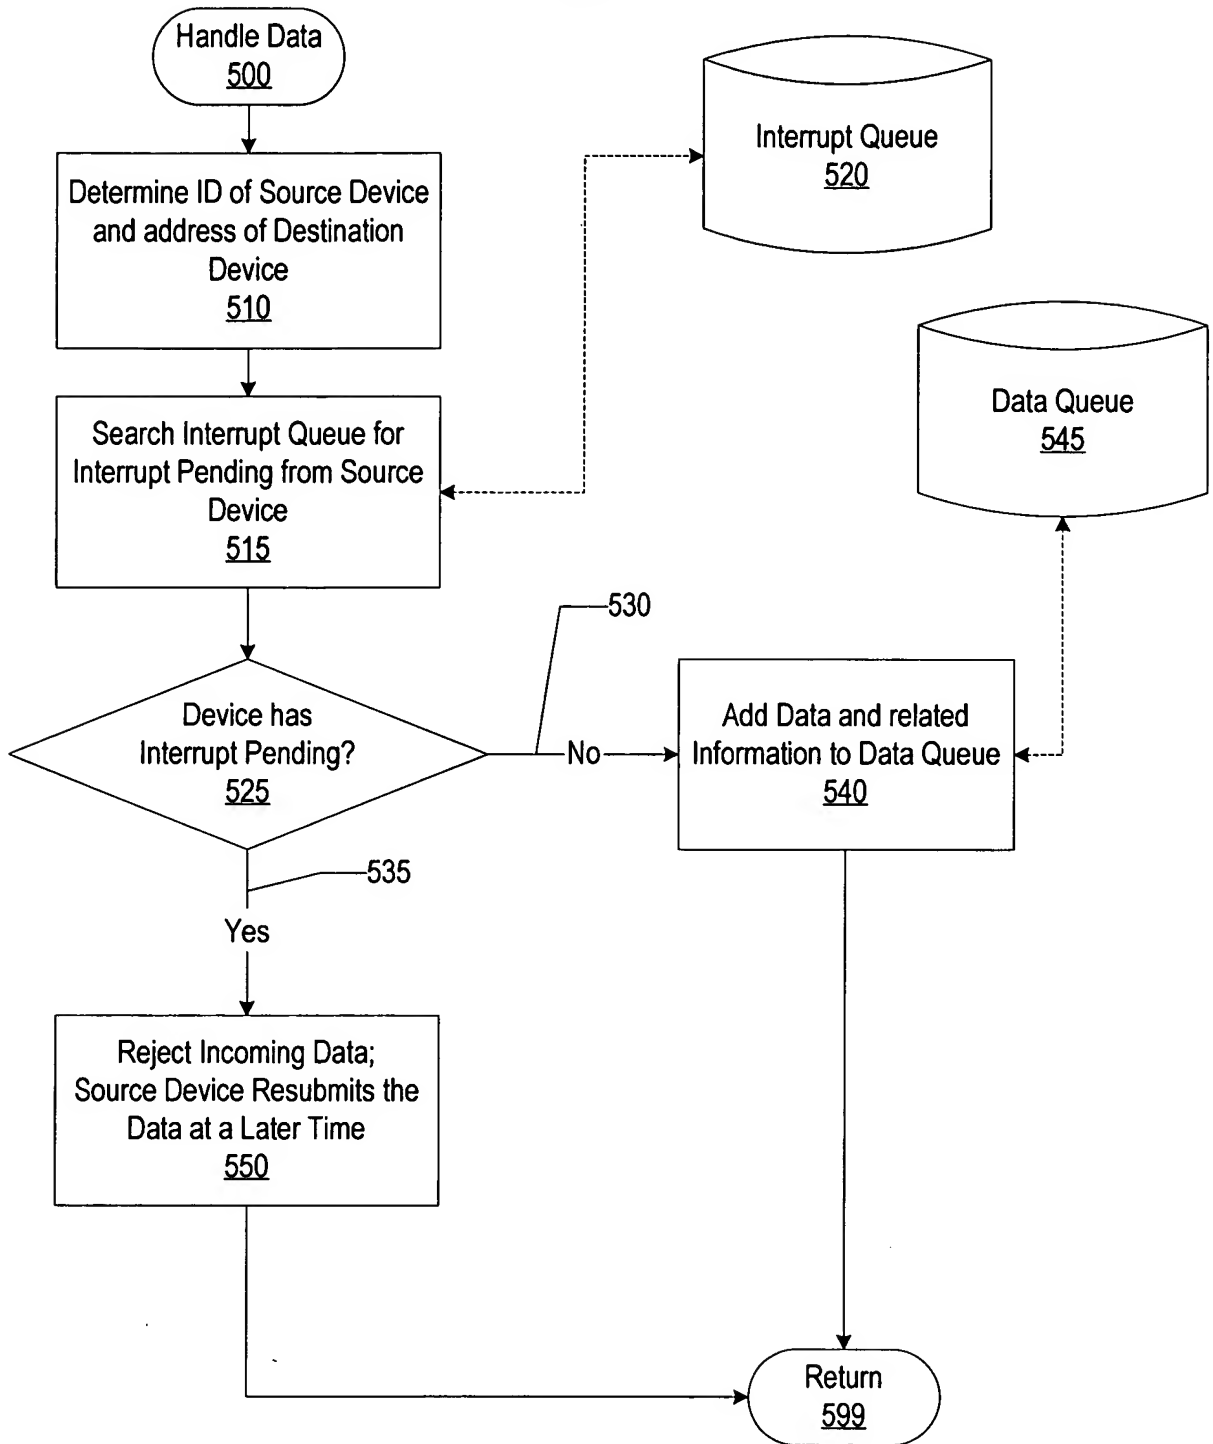 Handle Data
500
Determine ID of Source Device
and address of Destination
Device
510
Interrupt Queue
520
Data Queue
545
Search Interrupt Queue for
Interrupt Pending from Source
Device
515
530
Device has
Interrupt Pending?
525
No
Add Data and related
Information to Data Queue
540
535
Yes
Reject Incoming Data;
Source Device Resubmits the
Data at a Later Time
550
Return
599